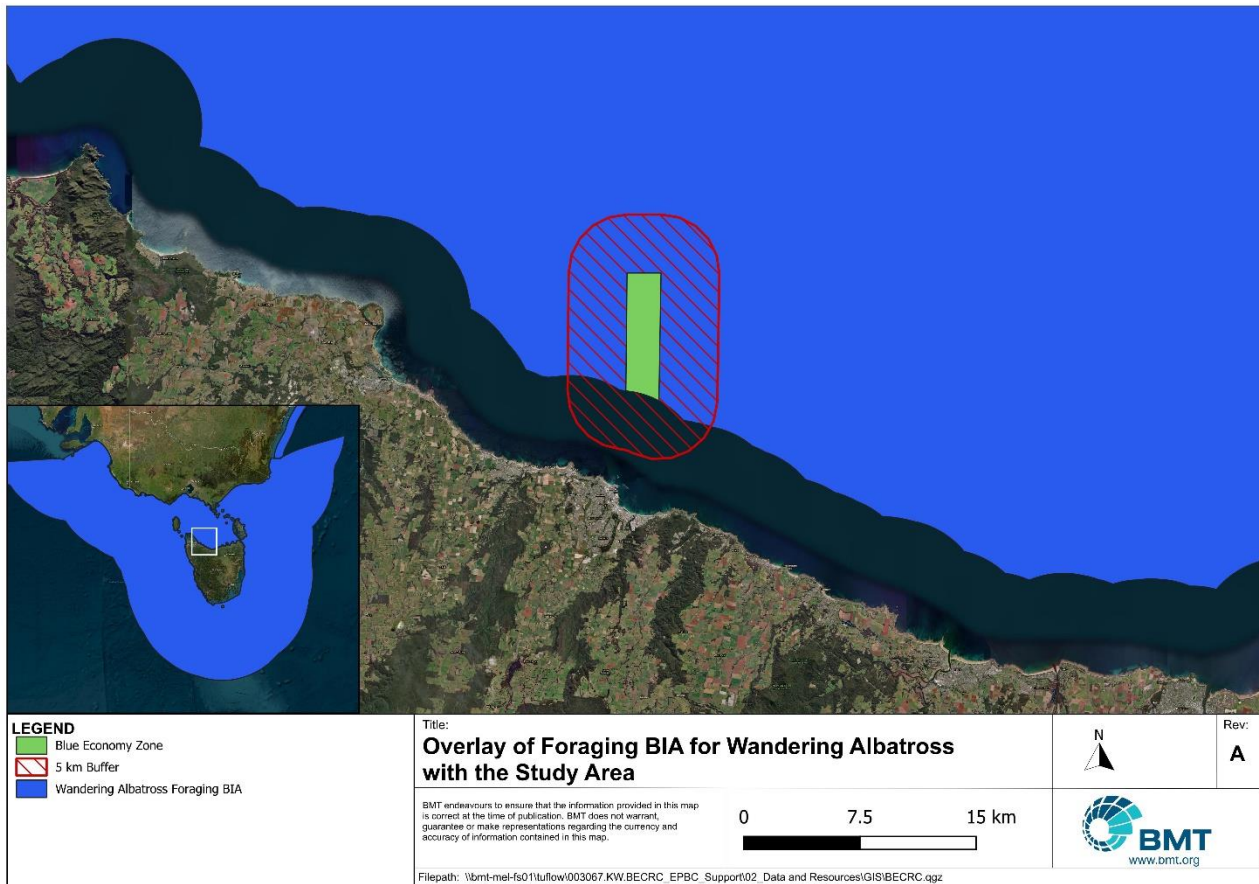 LEGEND
Blue Economy Zone
5 km Buffer
Wandering Albatross Foraging BIA
Title:
Overlay of Foraging BIA for Wandering Albatross
with the Study Area
BMT endeavours to ensure that the information provided in this map
is correct at the time of publication. BMT does not warrant,
guarantee or make representations regarding the currency and
accuracy of information contained in this map.
0 7.5 15 km
Filepath: \\bmt-mel-fs01\tuflow\003067.KW.BECRC_EPBC_Support\02_Data and Resources\GIS\BECRC.qgz
N
Rev:
A
BMT
www.bmt.org